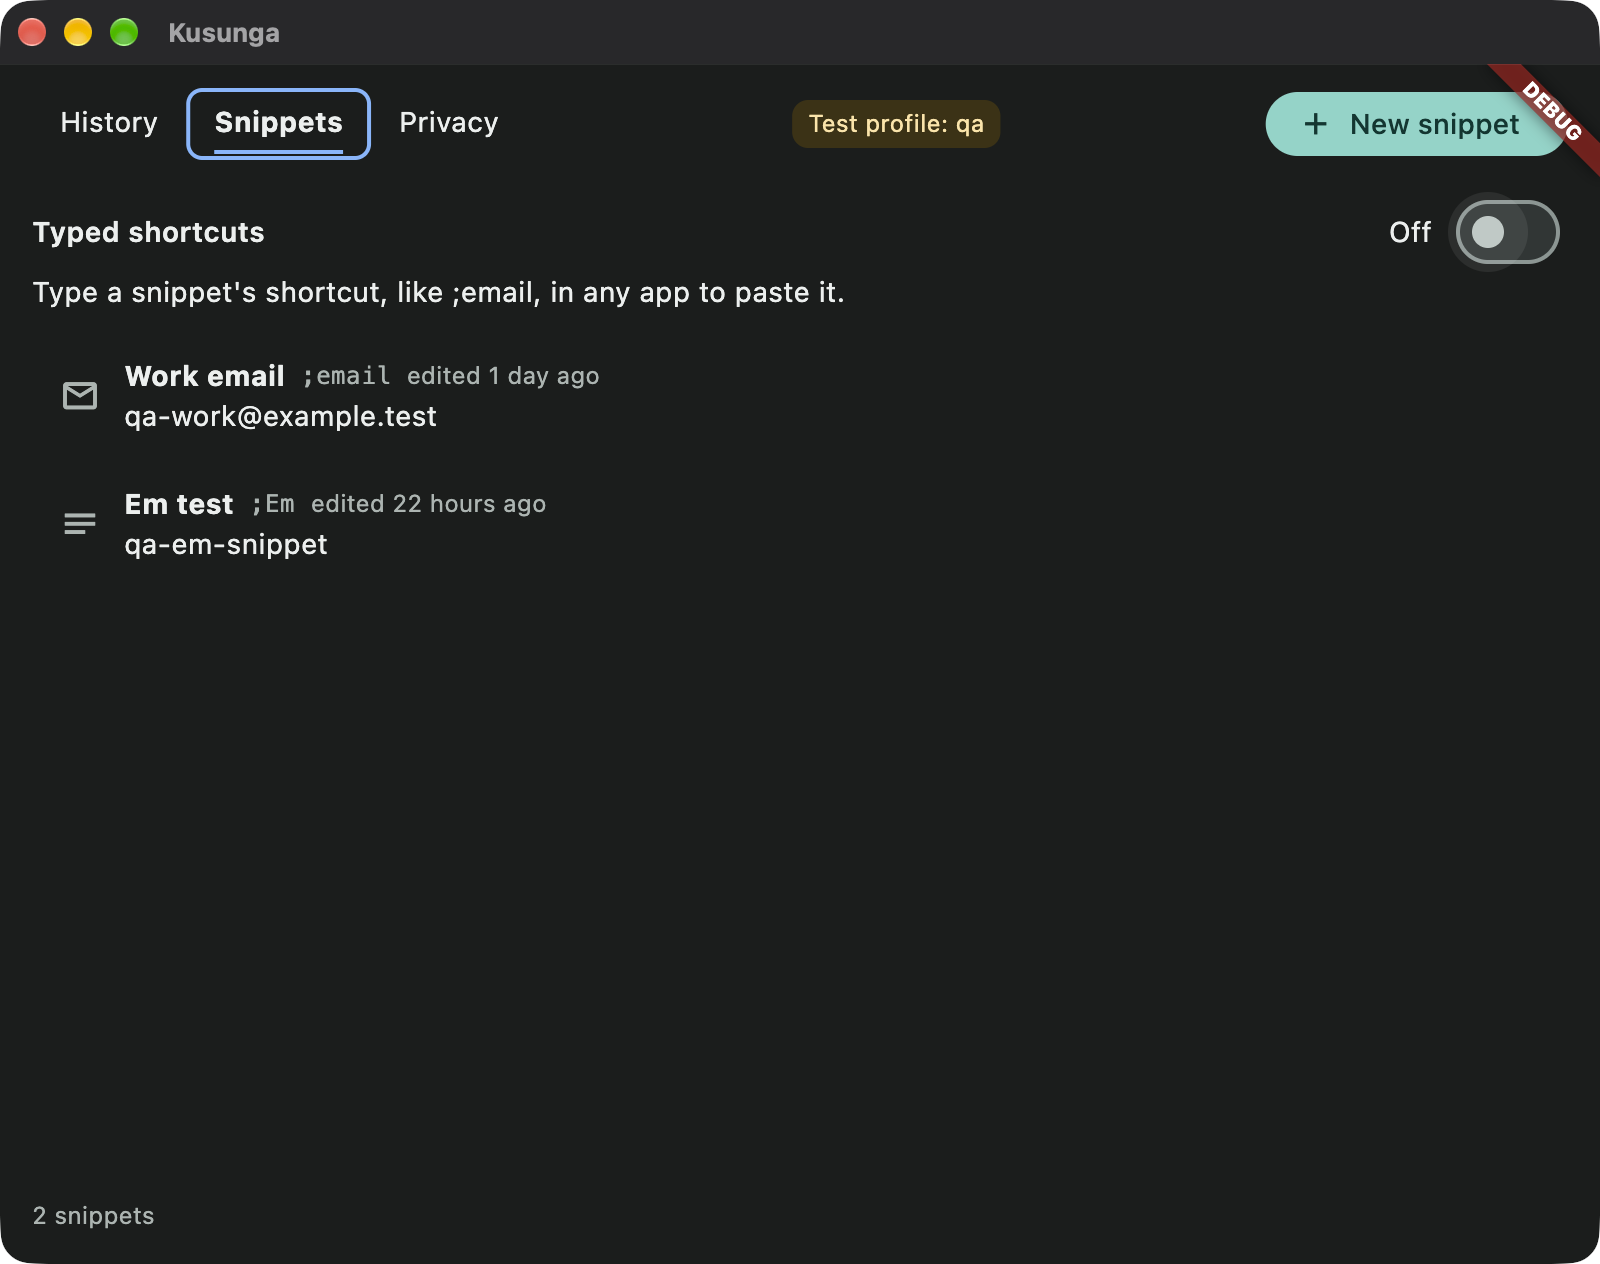 Kusunga
History Snippets Privacy Test profile: qa + New snippet DEBUG
Typed shortcuts Off
Type a snippet's shortcut, like ;email, in any app to paste it.
Work email ;email edited 1 day ago
qa-work@example.test
Em test ;Em edited 22 hours ago
qa-em-snippet
2 snippets